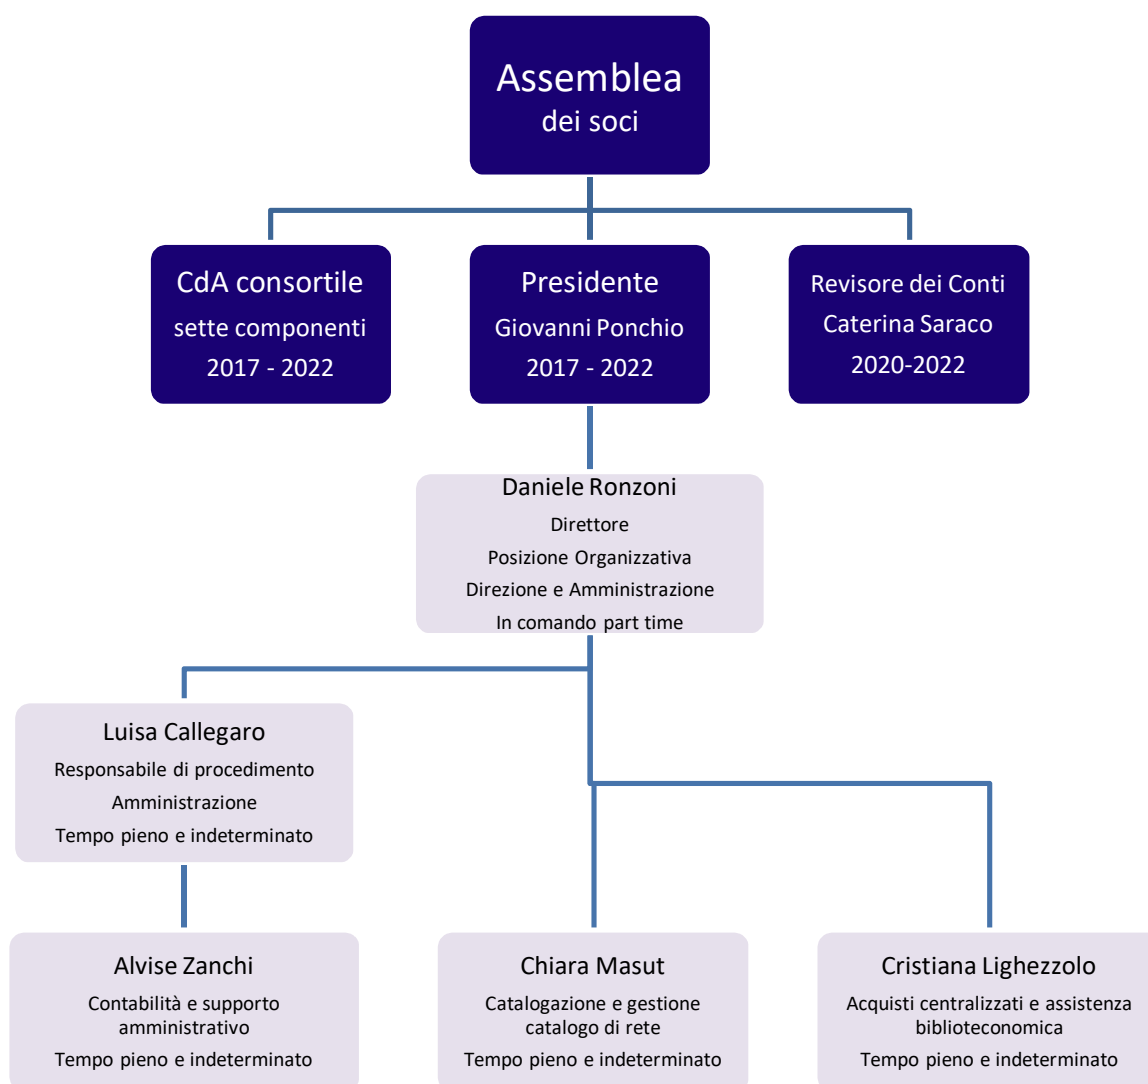 Assemblea
dei soci
CdA consortile
sette componenti
2017 - 2022
Presidente
Giovanni Ponchio
2017 - 2022
Revisore dei Conti
Caterina Saraco
2020-2022
Daniele Ronzoni
Direttore
Posizione Organizzativa
Direzione e Amministrazione
In comando part time
Luisa Callegaro
Responsabile di procedimento
Amministrazione
Tempo pieno e indeterminato
Alvise Zanchi
Contabilità e supporto
amministrativo
Tempo pieno e indeterminato
Chiara Masut
Catalogazione e gestione
catalogo di rete
Tempo pieno e indeterminato
Cristiana Lighezzolo
Acquisti centralizzati e assistenza
biblioteconomica
Tempo pieno e indeterminato